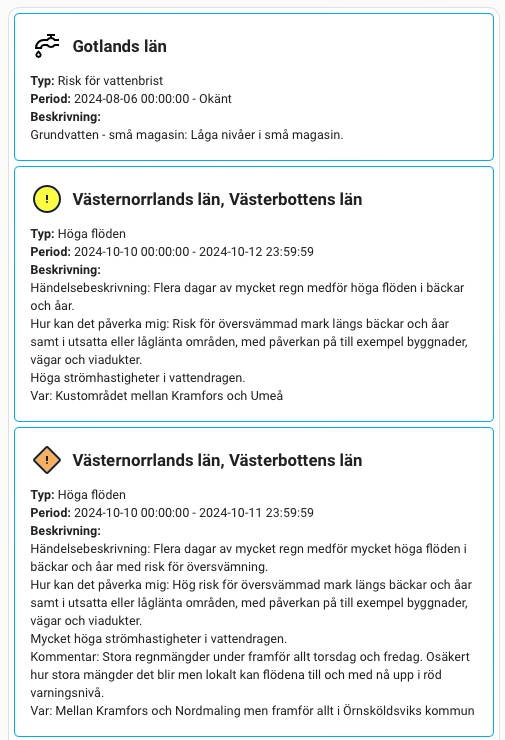 Gotlands län
Typ: Risk för vattenbrist
Period: 2024-08-06 00:00:00 - Okänt
Beskrivning:
Grundvatten - små magasin: Låga nivåer i små magasin.
!
Västernorrlands län, Västerbottens län
Typ: Höga flöden
Period: 2024-10-10 00:00:00 - 2024-10-12 23:59:59
Beskrivning:
Händelsebeskrivning: Flera dagar av mycket regn medför höga flöden i bäckar
och åar.
Hur kan det påverka mig: Risk för översvämmad mark längs bäckar och åar
samt i utsatta eller låglänta områden, med påverkan på till exempel byggnader,
vägar och viadukter.
Höga strömhastigheter i vattendragen.
Var: Kustområdet mellan Kramfors och Umeå
!
Västernorrlands län, Västerbottens län
Typ: Höga flöden
Period: 2024-10-10 00:00:00 - 2024-10-11 23:59:59
Beskrivning:
Händelsebeskrivning: Flera dagar av mycket regn medför mycket höga flöden i
bäckar och åar med risk för översvämning.
Hur kan det påverka mig: Hög risk för översvämmad mark längs bäckar och åar
samt i utsatta eller låglänta områden, med påverkan på till exempel byggnader,
vägar och viadukter.
Mycket höga strömhastigheter i vattendragen.
Kommentar: Stora regnmängder under framför allt torsdag och fredag. Osäkert
hur stora mängder det blir men lokalt kan flödena till och med nå upp i röd
varningsnivå.
Var: Mellan Kramfors och Nordmaling men framför allt i Örnsköldsviks kommun